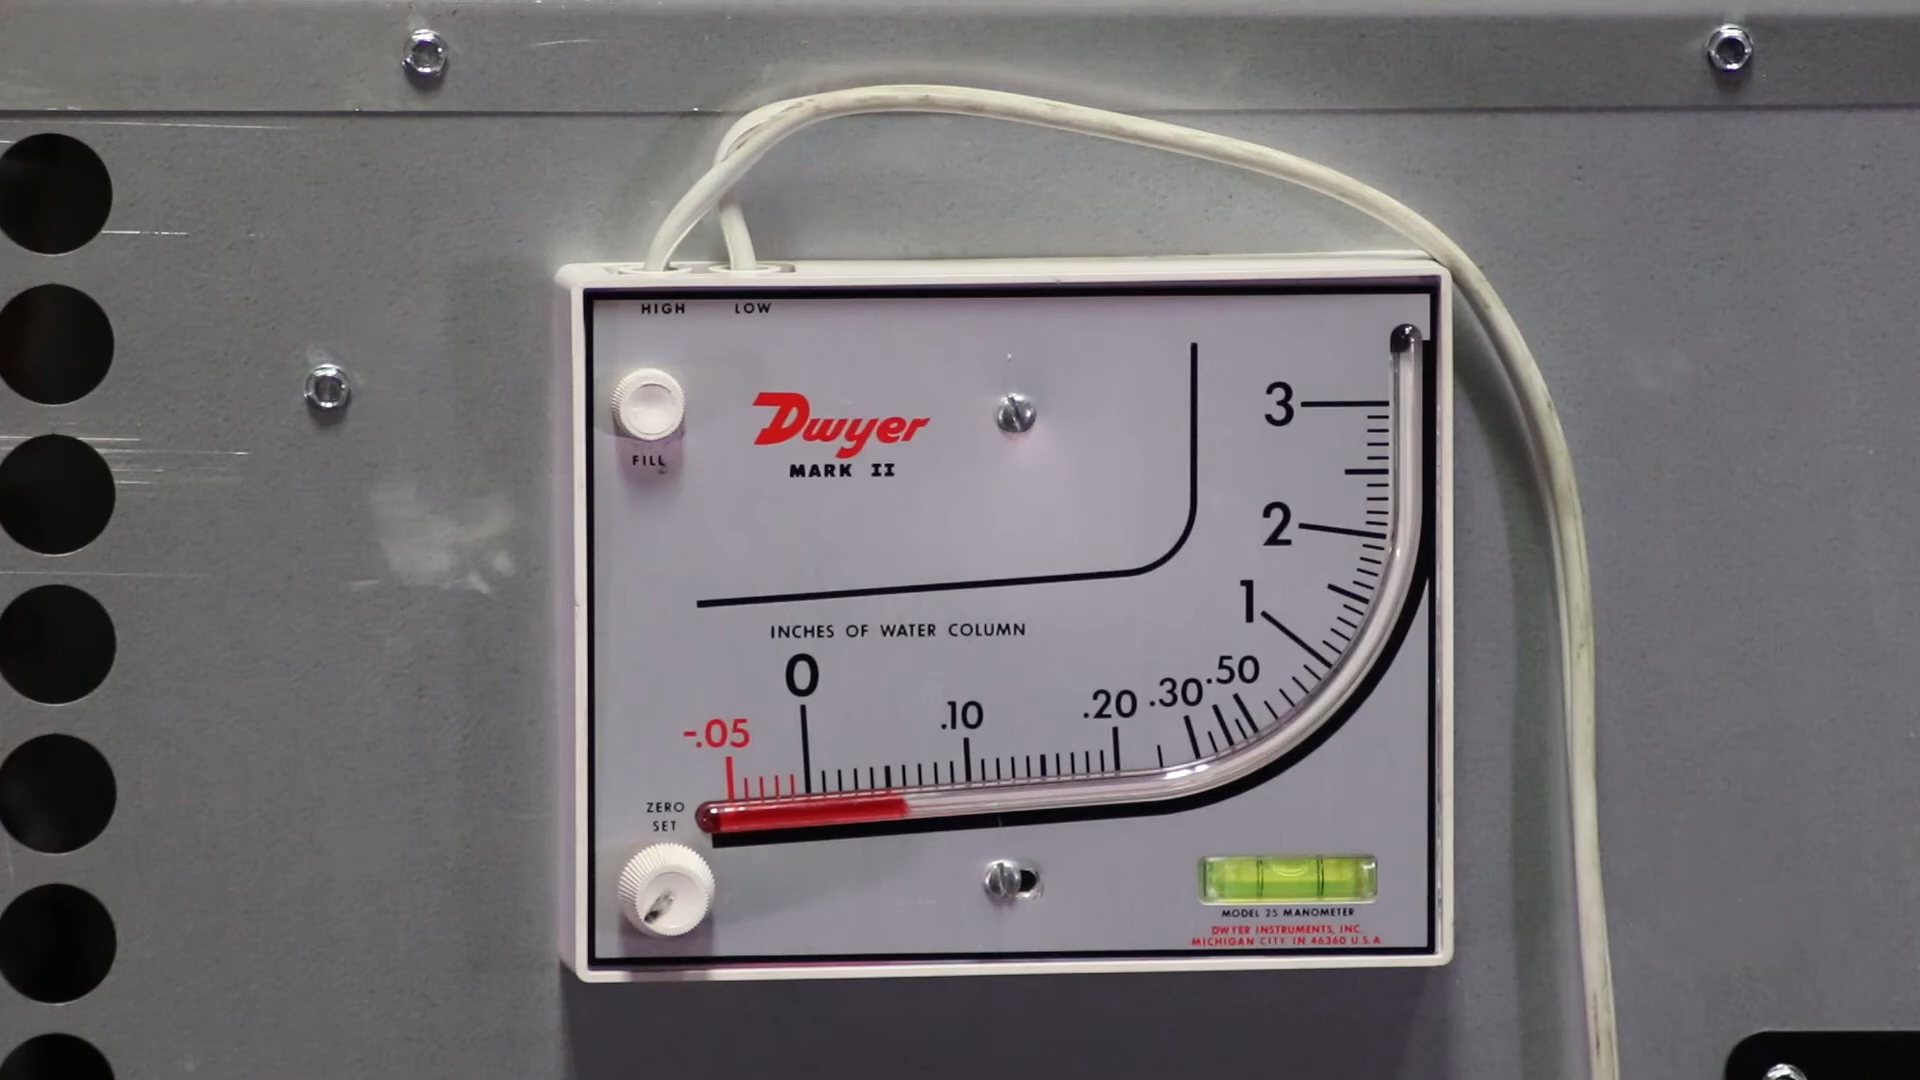 HIGH LOW
Dwyer
MARK II
FILL
3
2
1
INCHES OF WATER COLUMN
0
-.05 .10 .20 .30 .50
ZERO
SET
MODEL 25 MANOMETER
DWYER INSTRUMENTS, INC.
MICHIGAN CITY, IN 46360 U.S.A.